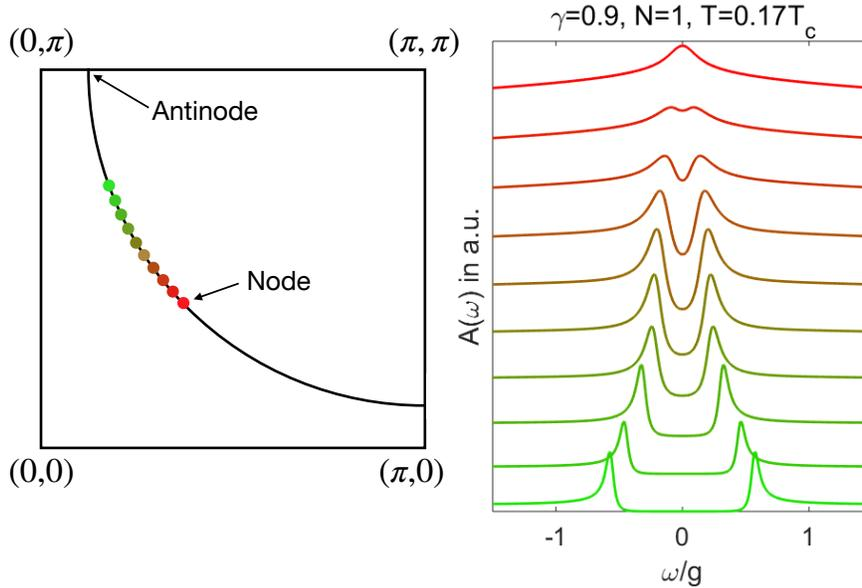 (0,π)
(π, π)
Antinode
Node
(0,0)
(π,0)
γ=0.9, N=1, T=0.17T_c
A(ω) in a.u.
-1
0
1
ω/g